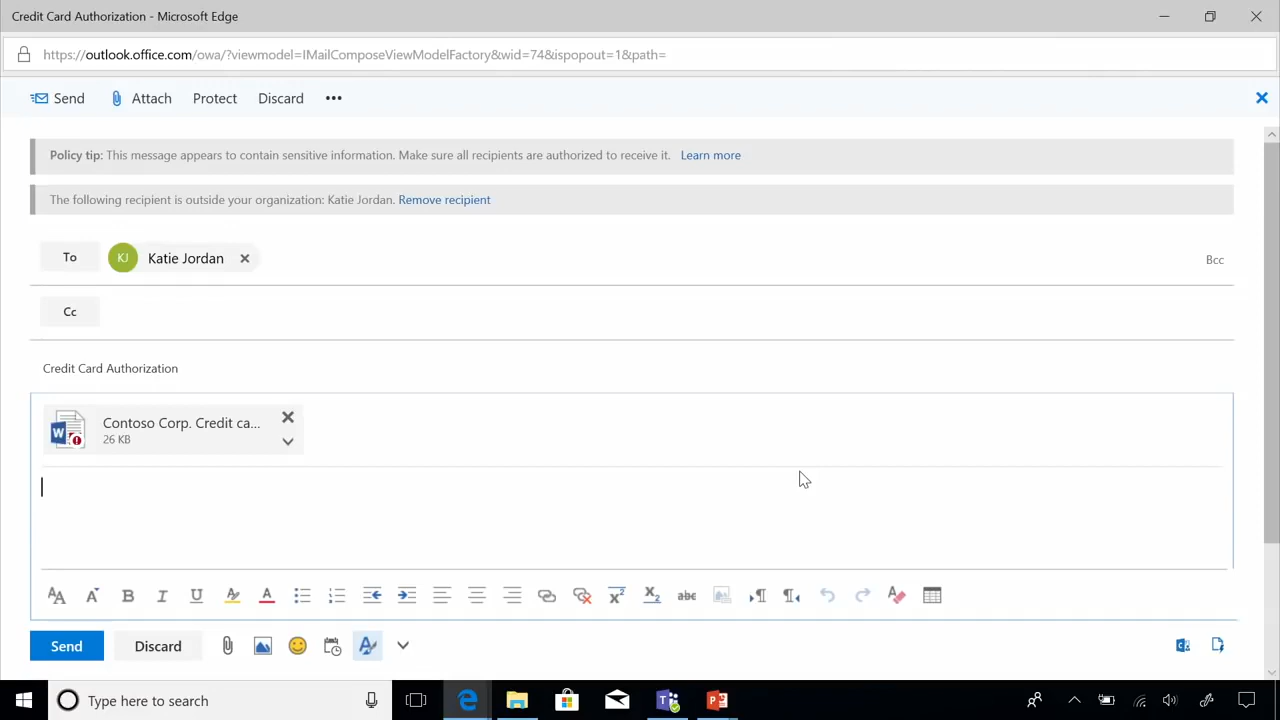 Credit Card Authorization - Microsoft Edge
https://outlook.office.com/owa/?viewmodel=IMailComposeViewModelFactory&wid=74&ispopout=1&path=
Send Attach Protect Discard •••
Policy tip: This message appears to contain sensitive information. Make sure all recipients are authorized to receive it. Learn more
The following recipient is outside your organization: Katie Jordan. Remove recipient
To KJ Katie Jordan Bcc
Cc
Credit Card Authorization
Contoso Corp. Credit ca...
26 KB
Send Discard
Type here to search